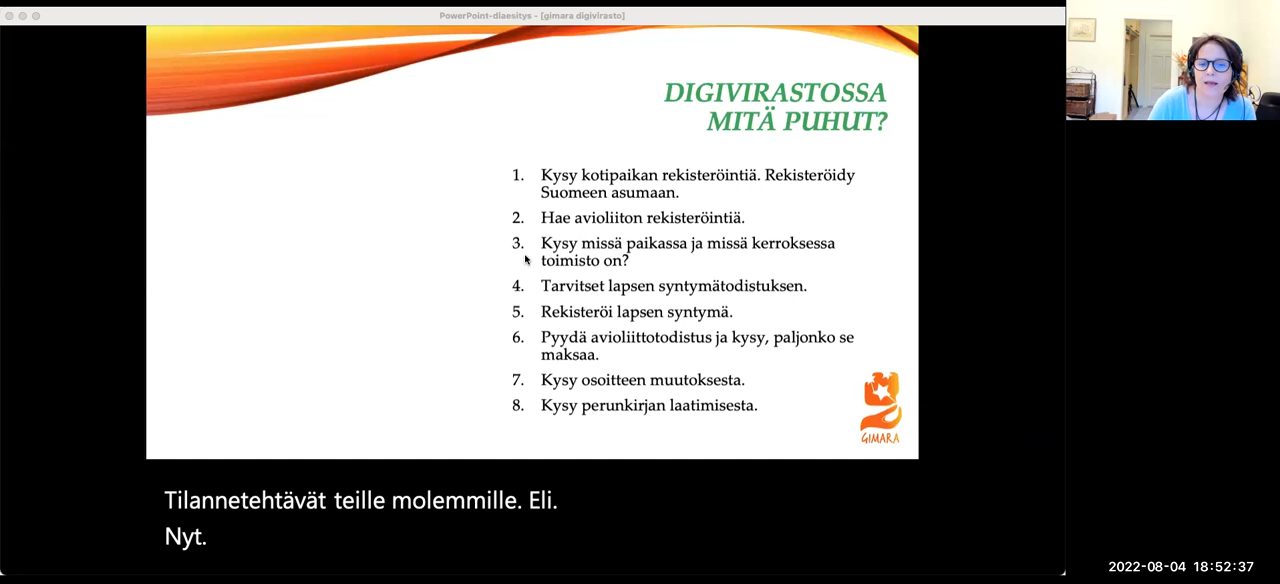 PowerPoint-diaesitys - [gimara digivirasto]
DIGIVIRASTOSSA
MITÄ PUHUT?
1. Kysy kotipaikan rekisteröintiä. Rekisteröidy
Suomeen asumaan.
2. Hae avioliiton rekisteröintiä.
3. Kysy missä paikassa ja missä kerroksessa
toimisto on?
4. Tarvitset lapsen syntymätodistuksen.
5. Rekisteröi lapsen syntymä.
6. Pyydä avioliittotodistus ja kysy, paljonko se
maksaa.
7. Kysy osoitteen muutoksesta.
8. Kysy perunkirjan laatimisesta.
GIMARA
Tilannetehtävät teille molemmille. Eli.
Nyt.
2022-08-04 18:52:37